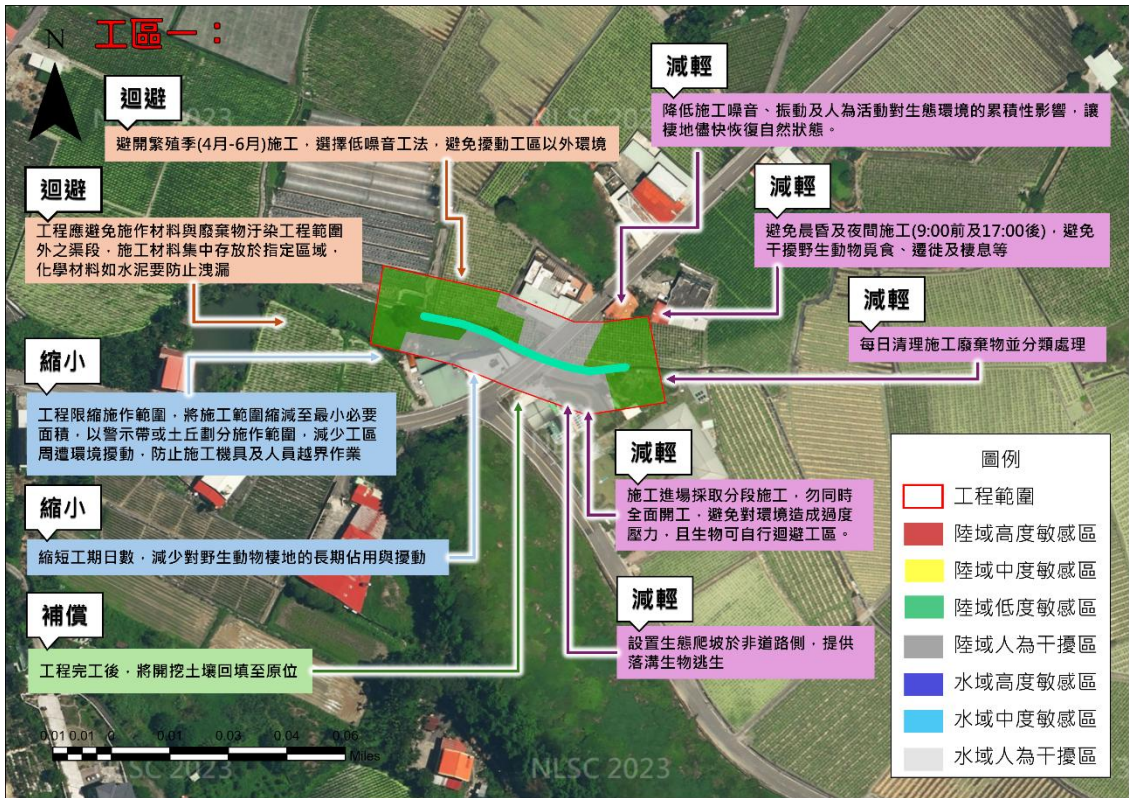 工區一：
N
NLSC 2023
迴避
避開繁殖季(4月-6月)施工，選擇低噪音工法，避免擾動工區以外環境
迴避
工程應避免施作材料與廢棄物汙染工程範圍
外之渠段，施工材料集中存放於指定區域，
化學材料如水泥要防止洩漏
縮小
工程限縮施作範圍，將施工範圍縮減至最小必要
面積，以警示帶或土丘劃分施作範圍，減少工區
周遭環境擾動，防止施工機具及人員越界作業
縮小
縮短工期日數，減少對野生動物棲地的長期佔用與擾動
補償
工程完工後，將開挖土壤回填至原位
減輕
降低施工噪音、振動及人為活動對生態環境的累積性影響，讓
棲地儘快恢復自然狀態。
減輕
避免晨昏及夜間施工(9:00前及17:00後)，避免
干擾野生動物覓食、遷徙及棲息等
減輕
每日清理施工廢棄物並分類處理
減輕
施工進場採取分段施工，勿同時
全面開工，避免對環境造成過度
壓力，且生物可自行迴避工區。
減輕
設置生態爬坡於非道路側，提供
落溝生物逃生
圖例
工程範圍
陸域高度敏感區
陸域中度敏感區
陸域低度敏感區
陸域人為干擾區
水域高度敏感區
水域中度敏感區
水域人為干擾區
0.01 0.01 0 0.01 0.03 0.04 0.06
Miles
NLSC 2023
NLSC 2023